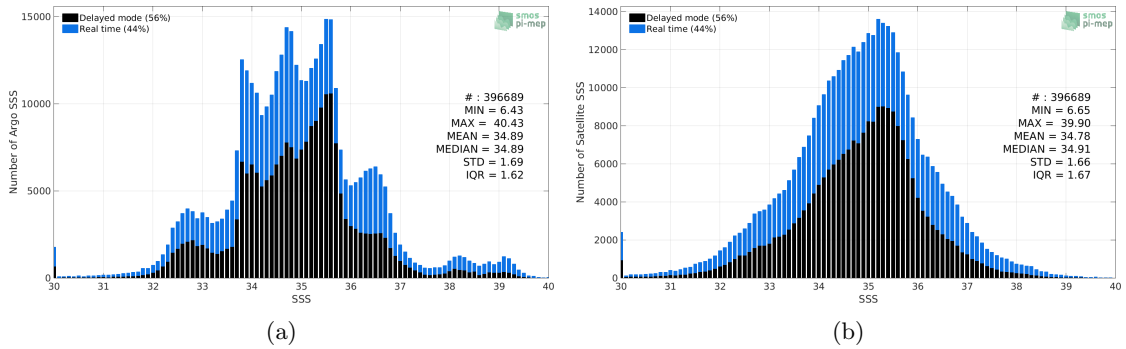 Delayed mode (56%)
Real time (44%)
smos
pi-mep
Number of Argo SSS
15000
10000
5000
0
# : 396689
MIN = 6.43
MAX = 40.43
MEAN = 34.89
MEDIAN = 34.89
STD = 1.69
IQR = 1.62
30 31 32 33 34 35 36 37 38 39 40
SSS
(a)
Delayed mode (56%)
Real time (44%)
smos
pi-mep
Number of Satellite SSS
14000
12000
10000
8000
6000
4000
2000
0
# : 396689
MIN = 6.65
MAX = 39.90
MEAN = 34.78
MEDIAN = 34.91
STD = 1.66
IQR = 1.67
30 31 32 33 34 35 36 37 38 39 40
SSS
(b)